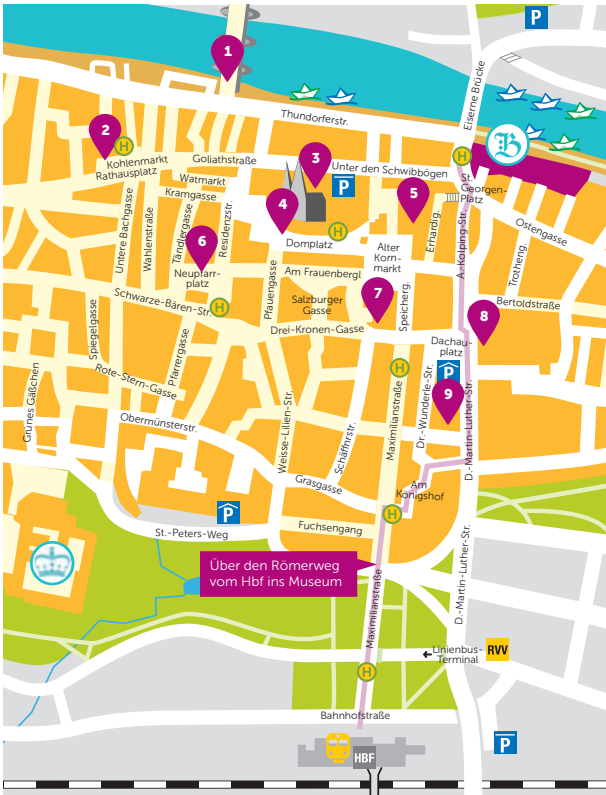 P
1
Eiserne Brücke
Thundorferstr.
2
H
Kohlenmarkt
Rathausplatz
Goliathstraße
3
Unter den Schwibbögen
P
H
B
St.
Georgen-
Platz
Watmarkt
Kramgasse
4
5
Untere Bachgasse
Wahlenstraße
Tändlergasse
Residenzstr.
6
Neupfarr-
platz
Domplatz
H
Erhardig.
A.-Kolping-Str.
Ostengasse
Trotheng.
Alter
Korn-
markt
Am Frauenbergl
Pfauengasse
Salzburger
Gasse
7
Speicherg.
Bertoldstraße
8
Schwarze-Bären-Str.
H
Drei-Kronen-Gasse
Spiegelgasse
Pfarrergasse
Dachau-
platz
P
9
H
Grünes Gäßchen
Rote-Stern-Gasse
Weisse-Lilien-Str.
Schäffnrstr.
Maximilianstraße
Dr.-Wunderle-Str.
D.-Martin-Luther-Str.
Obermünsterstr.
Grasgasse
Am
Königshof
H
P
St.-Peters-Weg
Fuchsengang
D.-Martin-Luther-Str.
Über den Römerweg
vom Hbf ins Museum
Maximilianstraße
Linienbus-
Terminal
RVV
H
Bahnhofstraße
P
HBF